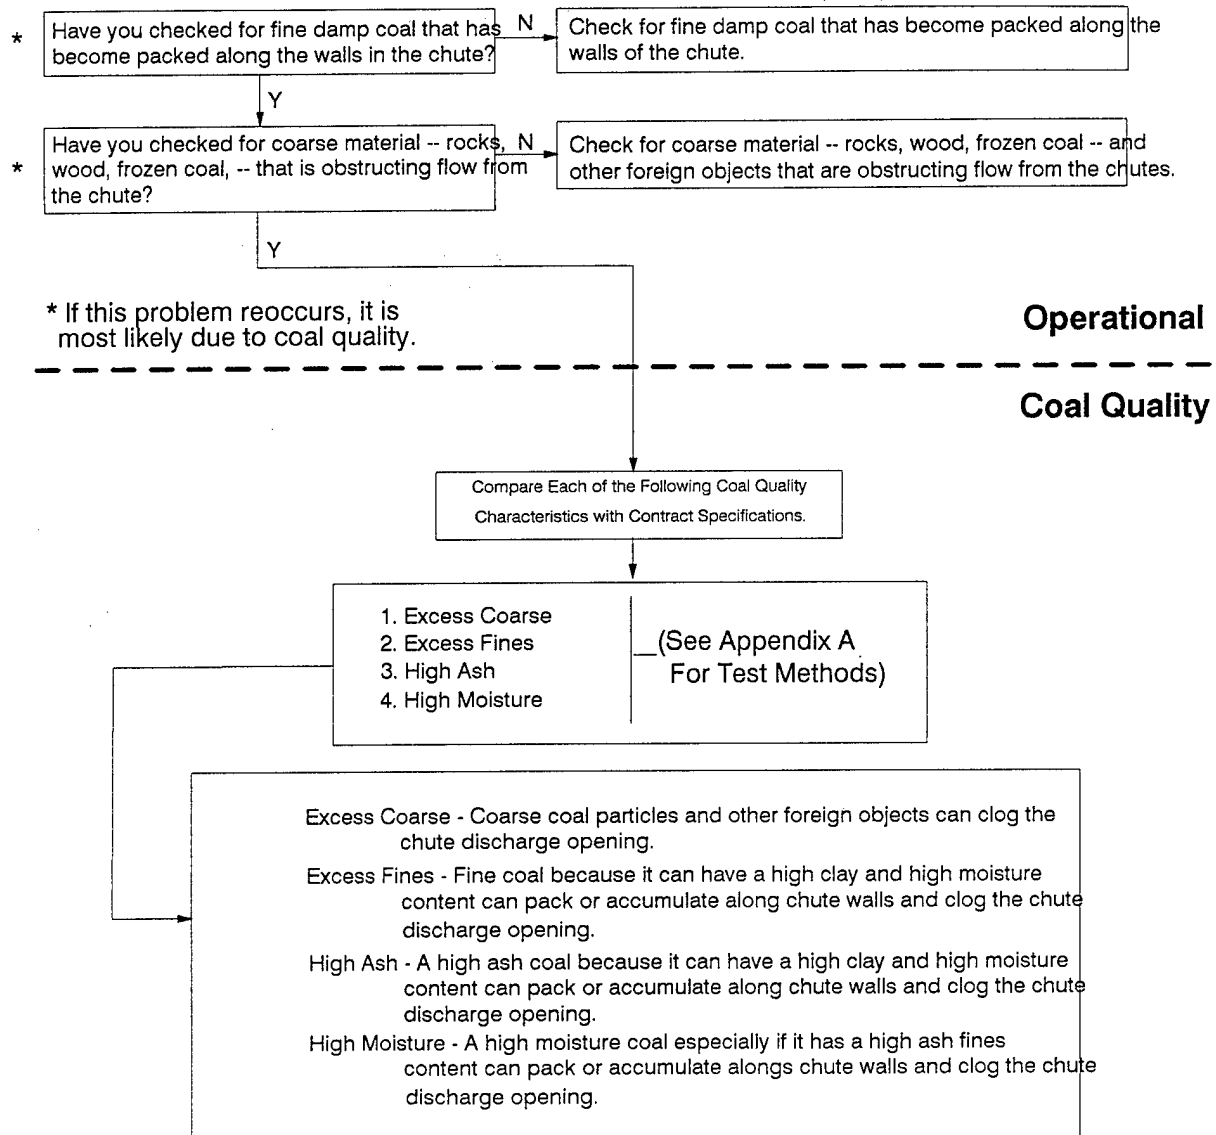 * Have you checked for fine damp coal that has
become packed along the walls in the chute?
N
Check for fine damp coal that has become packed along the
walls of the chute.
Y
* Have you checked for coarse material -- rocks,
wood, frozen coal, -- that is obstructing flow from
the chute?
N
Check for coarse material -- rocks, wood, frozen coal -- and
other foreign objects that are obstructing flow from the chutes.
Y
* If this problem reoccurs, it is
most likely due to coal quality.
Operational
Coal Quality
Compare Each of the Following Coal Quality
Characteristics with Contract Specifications.
1. Excess Coarse
2. Excess Fines
3. High Ash
4. High Moisture
(See Appendix A
For Test Methods)
Excess Coarse - Coarse coal particles and other foreign objects can clog the
chute discharge opening.
Excess Fines - Fine coal because it can have a high clay and high moisture
content can pack or accumulate along chute walls and clog the chute
discharge opening.
High Ash - A high ash coal because it can have a high clay and high moisture
content can pack or accumulate along chute walls and clog the chute
discharge opening.
High Moisture - A high moisture coal especially if it has a high ash fines
content can pack or accumulate alongs chute walls and clog the chute
discharge opening.